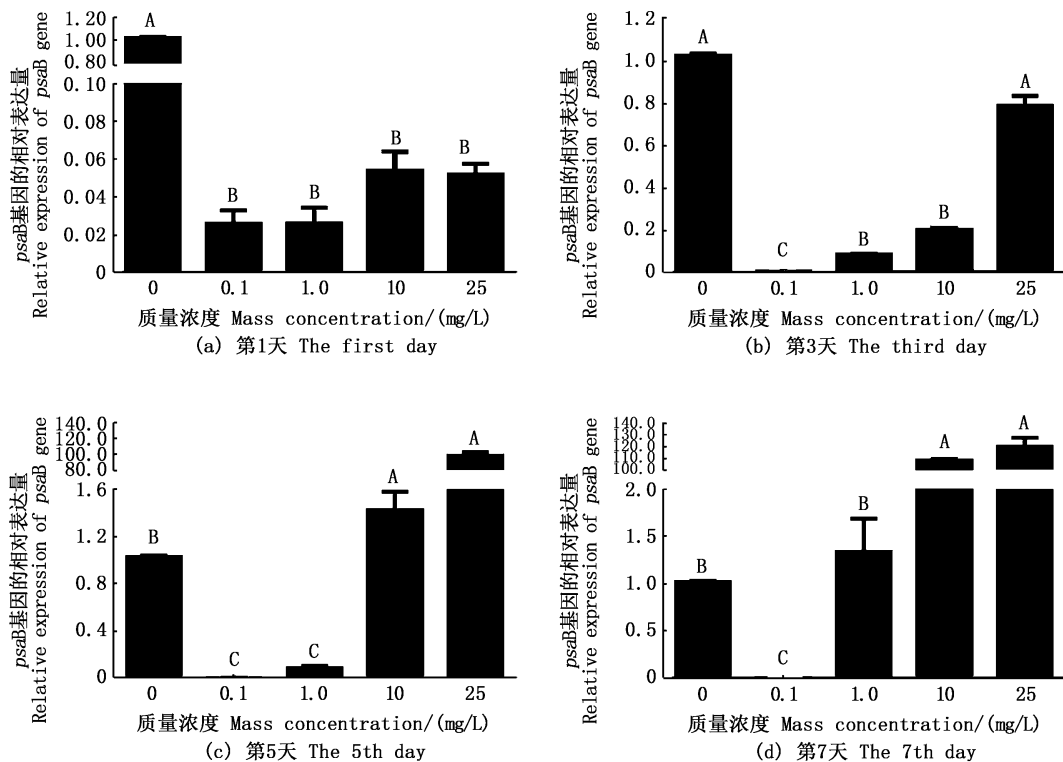 psaB基因的相对表达量
Relative expression of psaB gene
1.20
1.00
0.80
0.10
0.08
0.06
0.04
0.02
0
A
B
B
B
B
0 0.1 1.0 10 25
质量浓度 Mass concentration/(mg/L)
(a) 第1天 The first day
psaB基因的相对表达量
Relative expression of psaB gene
1.2
1.0
0.8
0.6
0.4
0.2
0
A
C
B
B
A
0 0.1 1.0 10 25
质量浓度 Mass concentration/(mg/L)
(b) 第3天 The third day
psaB基因的相对表达量
Relative expression of psaB gene
140.0
120.0
100.0
80.0
1.6
1.2
0.8
0.4
0
B
C
C
A
A
0 0.1 1.0 10 25
质量浓度 Mass concentration/(mg/L)
(c) 第5天 The 5th day
psaB基因的相对表达量
Relative expression of psaB gene
140.0
130.0
120.0
110.0
100.0
2.0
1.5
1.0
0.5
0
B
C
B
A
A
0 0.1 1.0 10 25
质量浓度 Mass concentration/(mg/L)
(d) 第7天 The 7th day